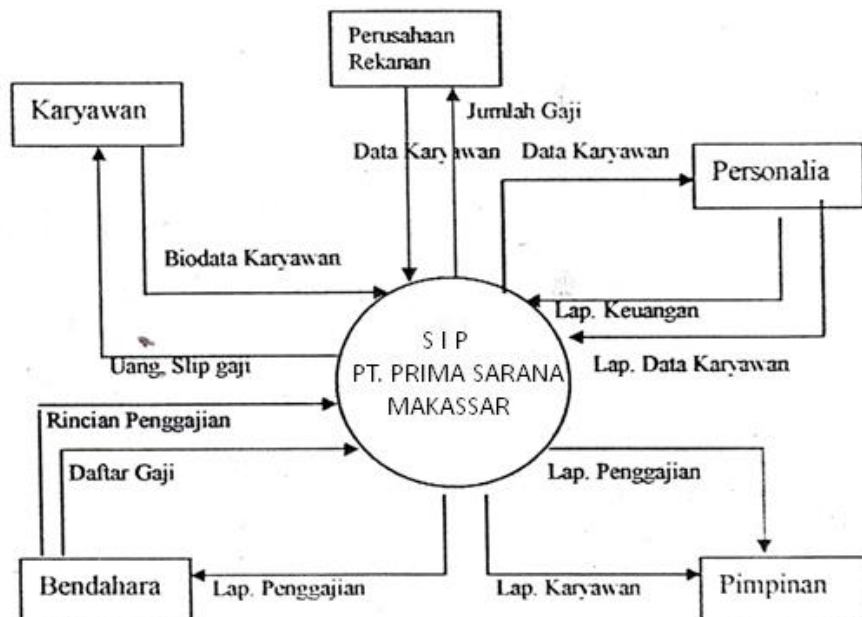 Perusahaan
Rekanan
Karyawan
Jumlah Gaji
Data Karyawan
Data Karyawan
Personalia
Biodata Karyawan
Lap. Keuangan
S I P
PT. PRIMA SARANA
MAKASSAR
Uang, Slip gaji
Lap. Data Karyawan
Rincian Penggajian
Daftar Gaji
Lap. Penggajian
Bendahara
Lap. Penggajian
Lap. Karyawan
Pimpinan